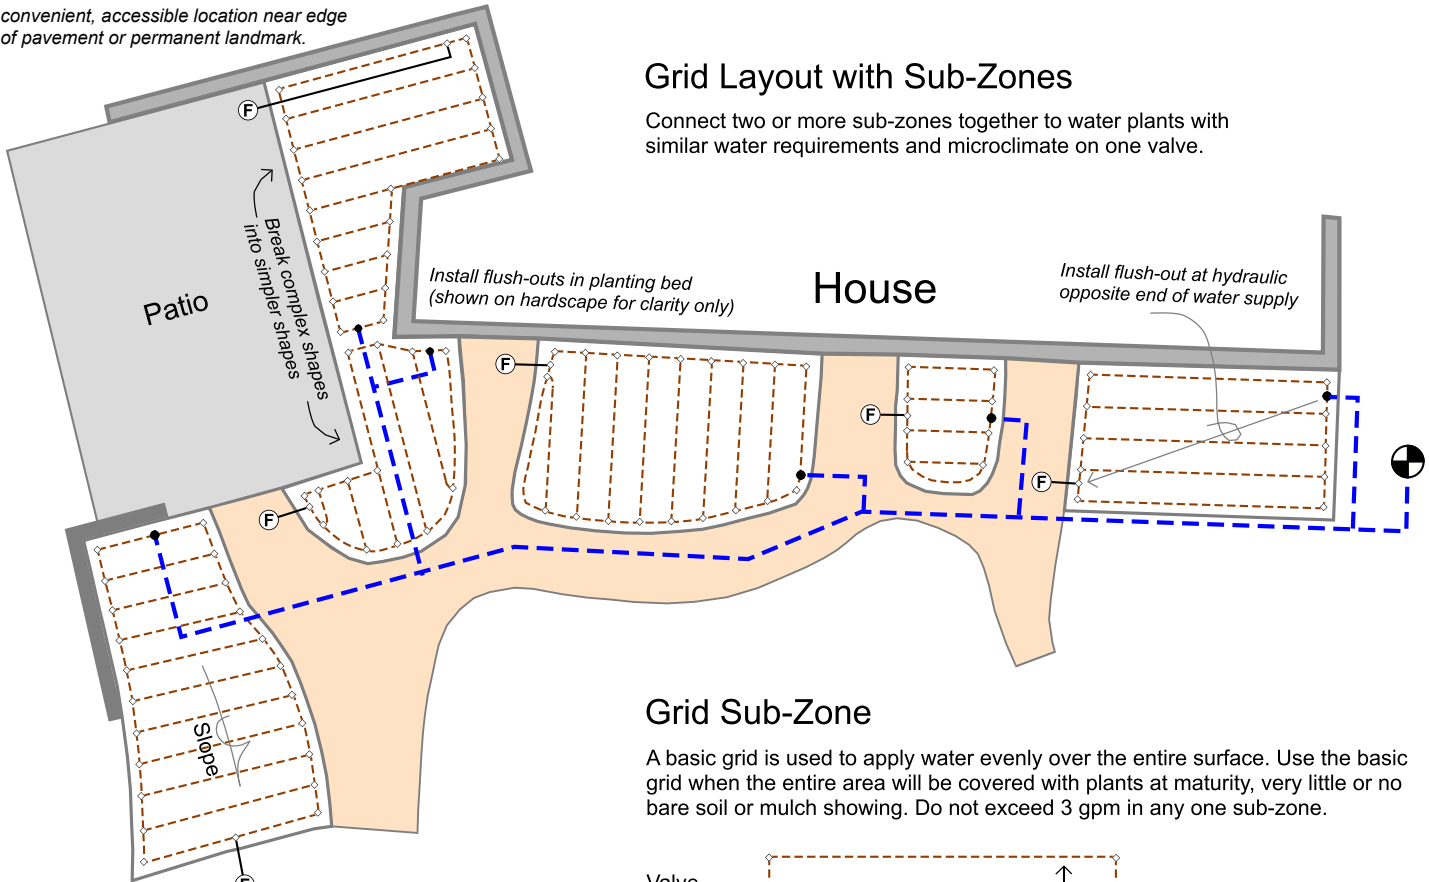 convenient, accessible location near edge
of pavement or permanent landmark.
F
Grid Layout with Sub-Zones
Connect two or more sub-zones together to water plants with
similar water requirements and microclimate on one valve.
Patio
Break complex shapes
into simpler shapes
Install flush-outs in planting bed
(shown on hardscape for clarity only)
House
Install flush-out at hydraulic
opposite end of water supply
F
F
F
F
Slope
F
Grid Sub-Zone
A basic grid is used to apply water evenly over the entire surface. Use the basic
grid when the entire area will be covered with plants at maturity, very little or no
bare soil or mulch showing. Do not exceed 3 gpm in any one sub-zone.
Valve